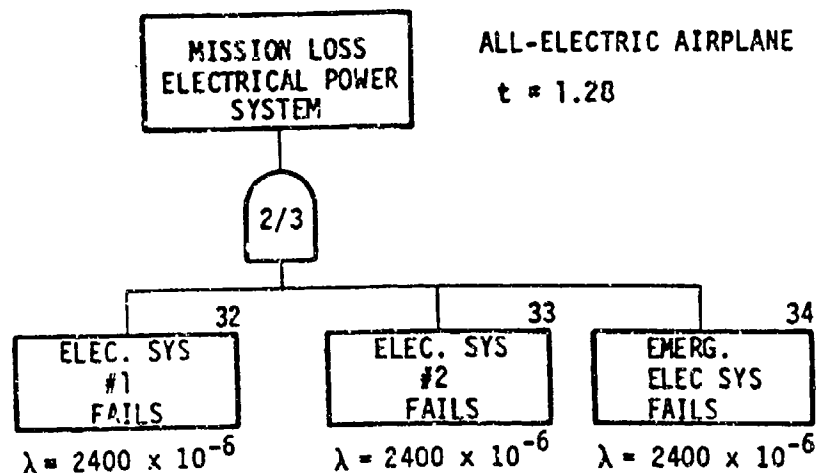 MISSION LOSS
ELECTRICAL POWER
SYSTEM
ALL-ELECTRIC AIRPLANE
t = 1.28
2/3
32
ELEC. SYS
#1
FAILS
λ = 2400 x 10⁻⁶
33
ELEC. SYS
#2
FAILS
λ = 2400 x 10⁻⁶
34
EMERG.
ELEC SYS
FAILS
λ = 2400 x 10⁻⁶